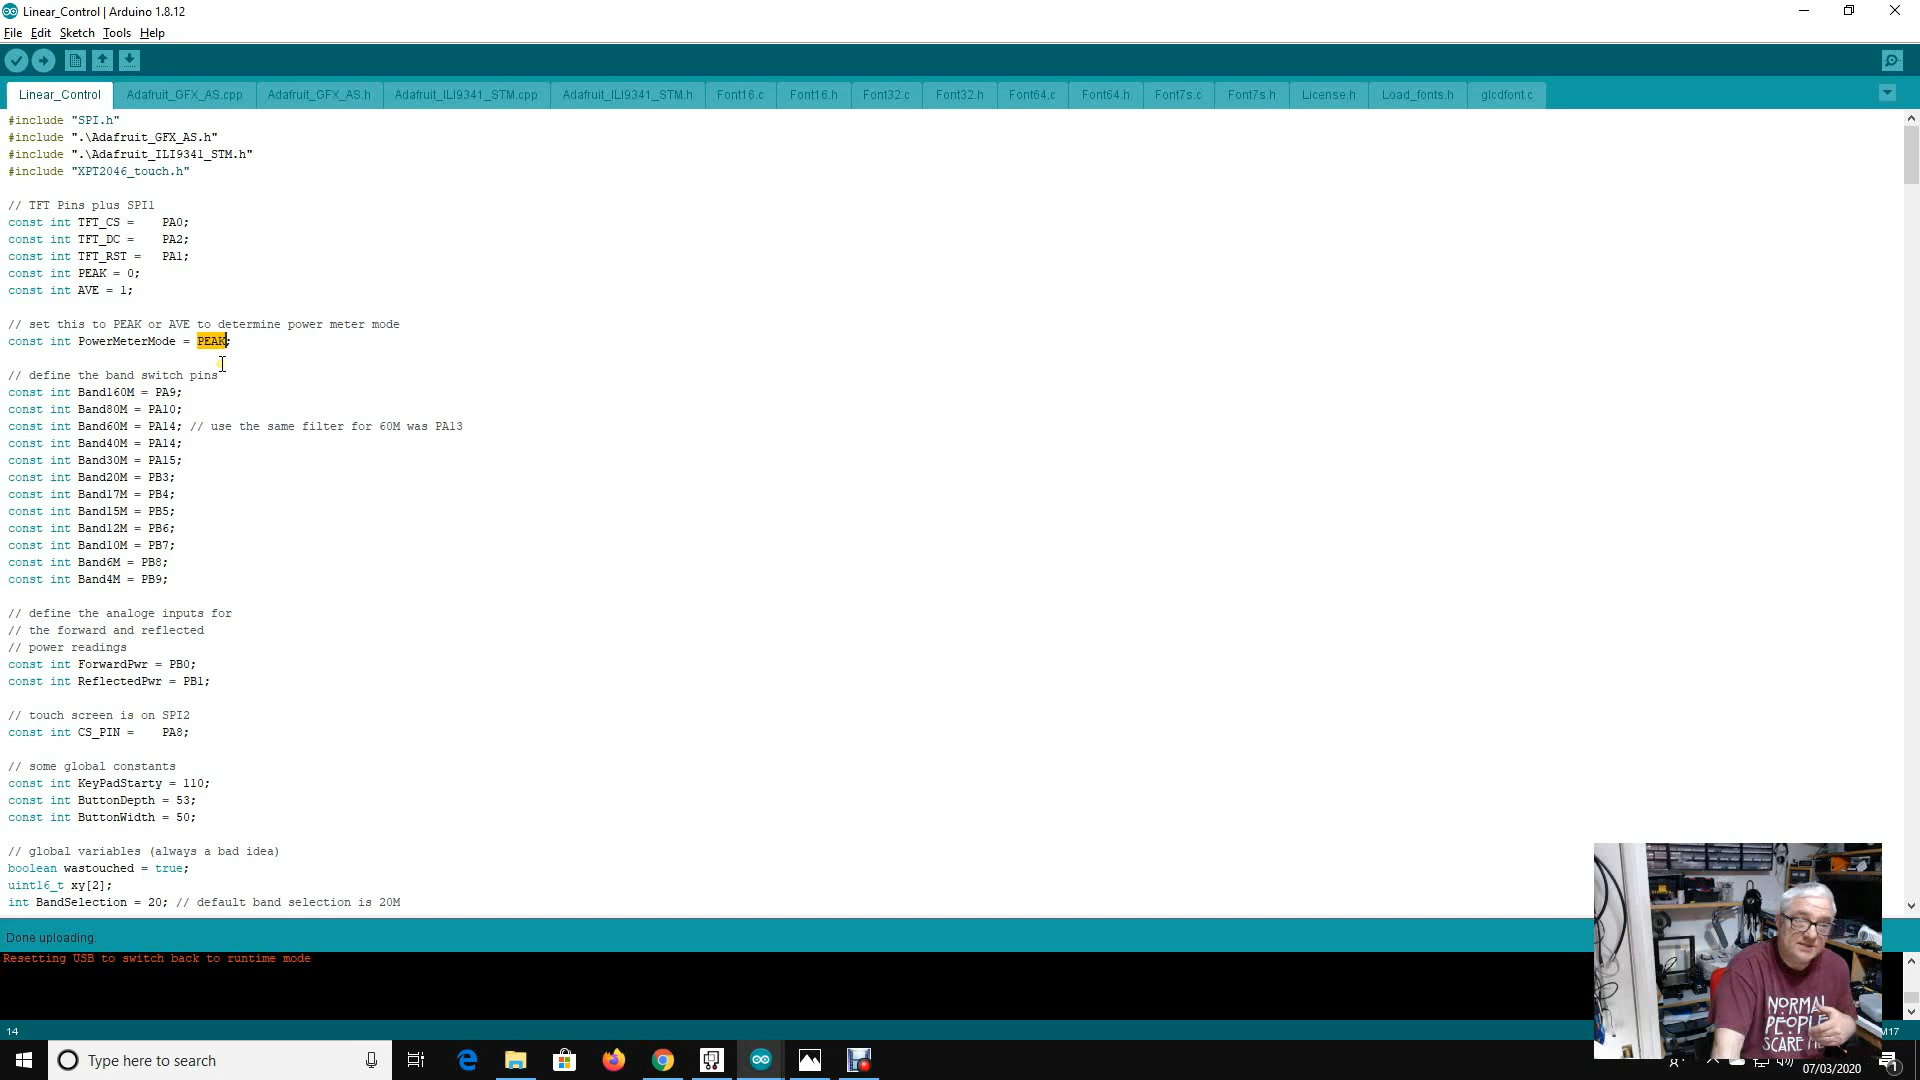 Linear_Control | Arduino 1.8.12
File Edit Sketch Tools Help
Linear_Control Adafruit_GFX_AS.cpp Adafruit_GFX_AS.h Adafruit_ILI9341_STM.cpp Adafruit_ILI9341_STM.h Font16.c Font16.h Font32.c Font32.h Font64.c Font64.h Font7s.c Font7s.h License.h Load_fonts.h glcdfont.c
#include "SPI.h"
#include ".\Adafruit_GFX_AS.h"
#include ".\Adafruit_ILI9341_STM.h"
#include "XPT2046_touch.h"
// TFT Pins plus SPI1
const int TFT_CS = PA0;
const int TFT_DC = PA2;
const int TFT_RST = PA1;
const int PEAK = 0;
const int AVE = 1;
// set this to PEAK or AVE to determine power meter mode
const int PowerMeterMode = PEAK;
// define the band switch pins
const int Band160M = PA9;
const int Band80M = PA10;
const int Band60M = PA14; // use the same filter for 60M was PA13
const int Band40M = PA14;
const int Band30M = PA15;
const int Band20M = PB3;
const int Band17M = PB4;
const int Band15M = PB5;
const int Band12M = PB6;
const int Band10M = PB7;
const int Band6M = PB8;
const int Band4M = PB9;
// define the analoge inputs for
// the forward and reflected
// power readings
const int ForwardPwr = PB0;
const int ReflectedPwr = PB1;
// touch screen is on SPI2
const int CS_PIN = PA8;
// some global constants
const int KeyPadStarty = 110;
const int ButtonDepth = 53;
const int ButtonWidth = 50;
// global variables (always a bad idea)
boolean wastouched = true;
uint16_t xy[2];
int BandSelection = 20; // default band selection is 20M
Done uploading.
Resetting USB to switch back to runtime mode
14
NORMAL
PEOPLE
SCARE
Type here to search
07/03/2020
1